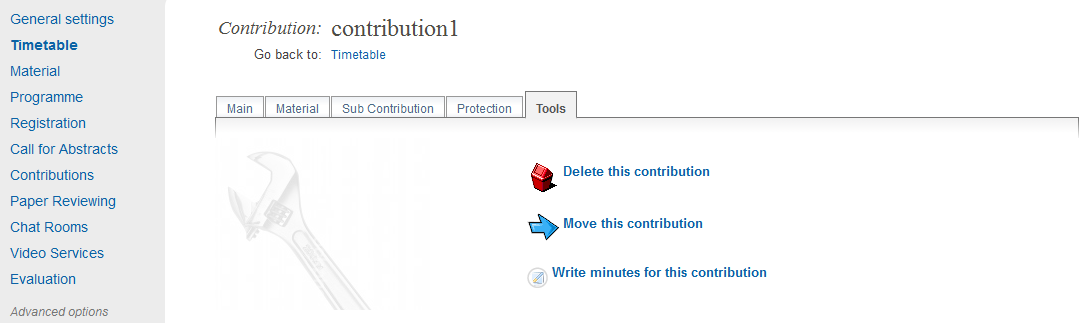 General settings
Timetable
Material
Programme
Registration
Call for Abstracts
Contributions
Paper Reviewing
Chat Rooms
Video Services
Evaluation
Advanced options
Contribution: contribution1
Go back to: Timetable
Main Material Sub Contribution Protection Tools
Delete this contribution
Move this contribution
Write minutes for this contribution